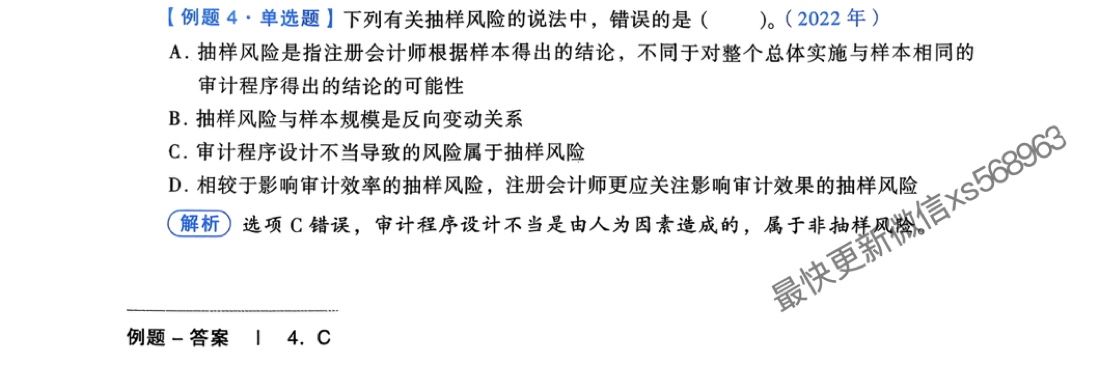 【例题 4·单选题】下列有关抽样风险的说法中，错误的是（  ）。（2022 年）
A. 抽样风险是指注册会计师根据样本得出的结论，不同于对整个总体实施与样本相同的
审计程序得出的结论的可能性
B. 抽样风险与样本规模是反向变动关系
C. 审计程序设计不当导致的风险属于抽样风险
D. 相较于影响审计效率的抽样风险，注册会计师更应关注影响审计效果的抽样风险
解析 选项 C 错误，审计程序设计不当是由人为因素造成的，属于非抽样风险。
最快更新微信xs568963
例题 – 答案 | 4. C